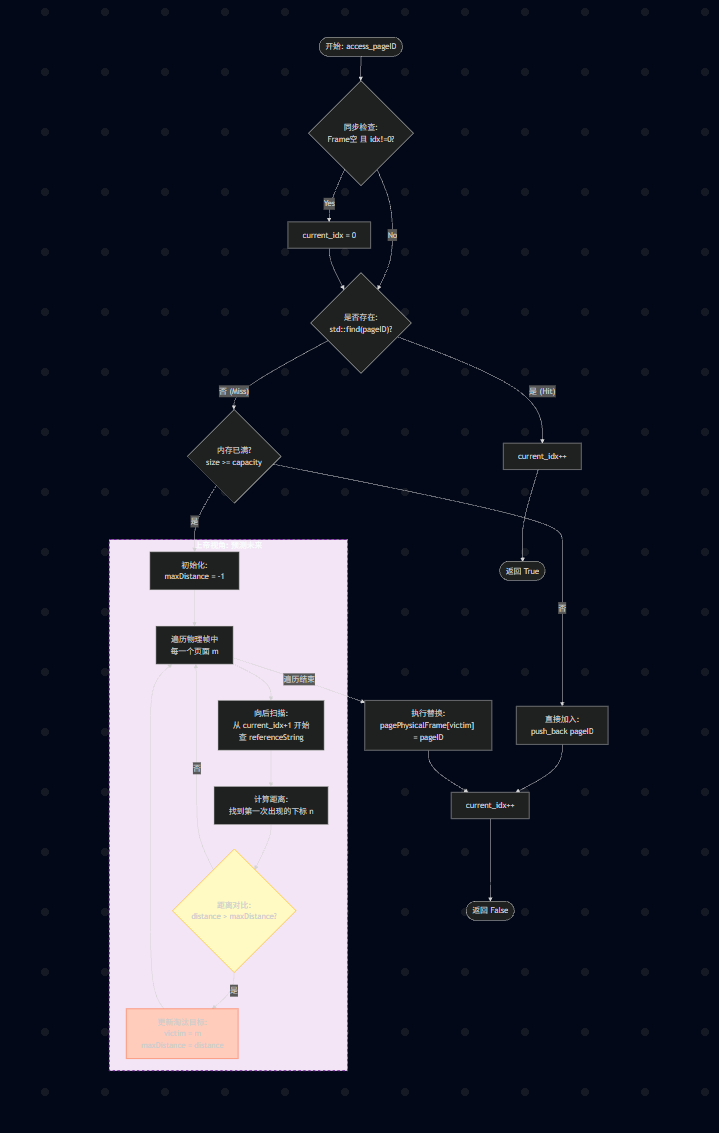 开始: access_pageID
同步检查:
Frame空 且 idx!=0?
Yes
No
current_idx = 0
是否存在:
std::find(pageID)?
否 (Miss)
是 (Hit)
内存已满?
size >= capacity
current_idx++
是
返回 True
初始化:
maxDistance = -1
否
遍历物理帧中
每一个页面 m
遍历结束
向后扫描:
从 current_idx+1 开始
查 referenceString
执行替换:
pagePhysicalFrame[victim]
= pageID
直接加入:
push_back pageID
否
计算距离:
找到第一次出现的下标 n
current_idx++
距离对比:
distance > maxDistance?
返回 False
是
victim = m
maxDistance = distance